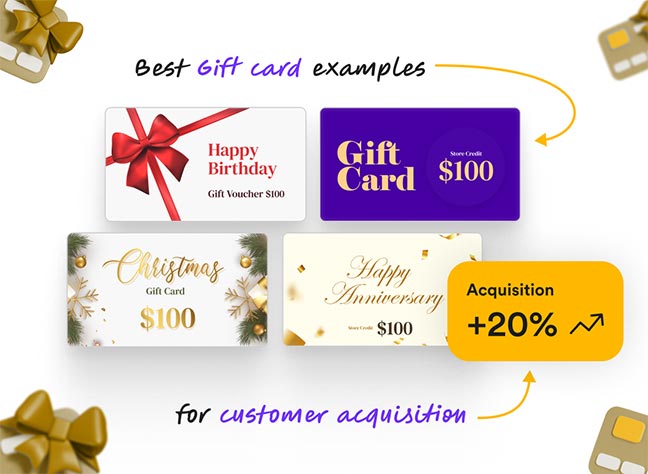 Best Gift card examples
Happy
Birthday
Gift Voucher $100
Gift
Card
Store Credit
$100
Christmas
Gift Card
$100
Happy
Anniversary
Store Credit $100
Acquisition
+20%
for customer acquisition